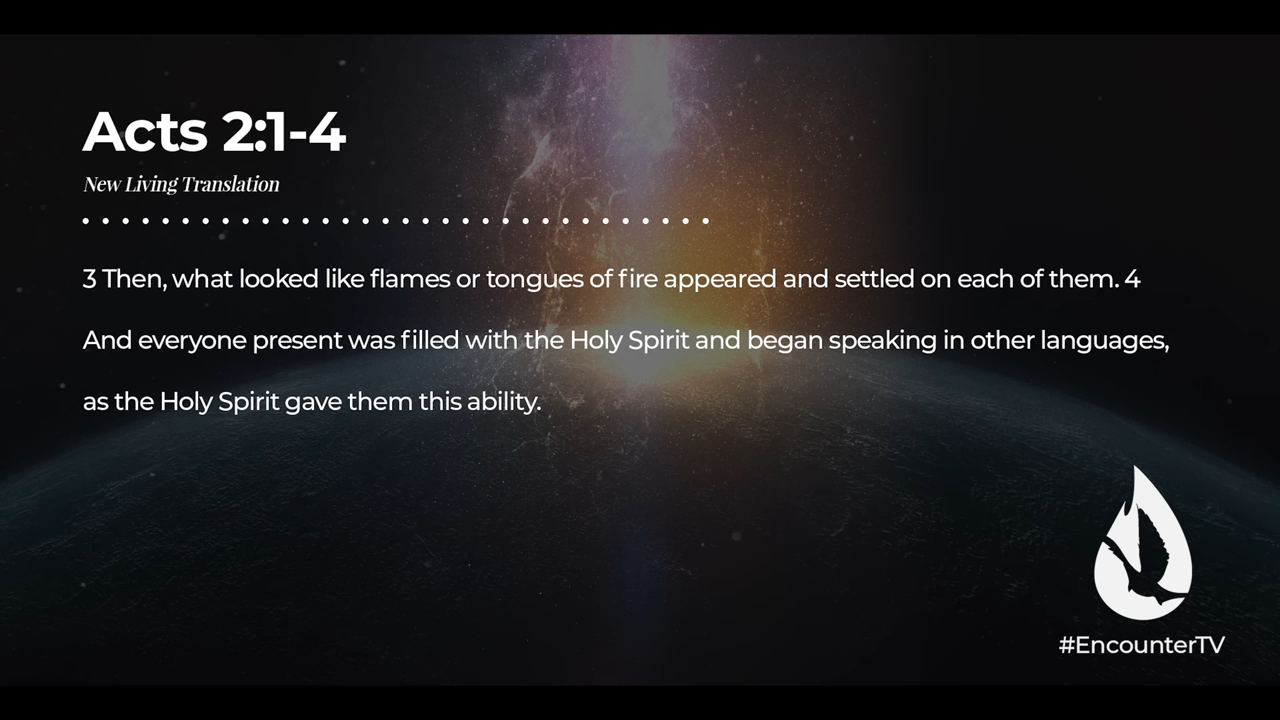 Acts 2:1-4
New Living Translation
3 Then, what looked like flames or tongues of fire appeared and settled on each of them. 4
And everyone present was filled with the Holy Spirit and began speaking in other languages,
as the Holy Spirit gave them this ability.
#EncounterTV